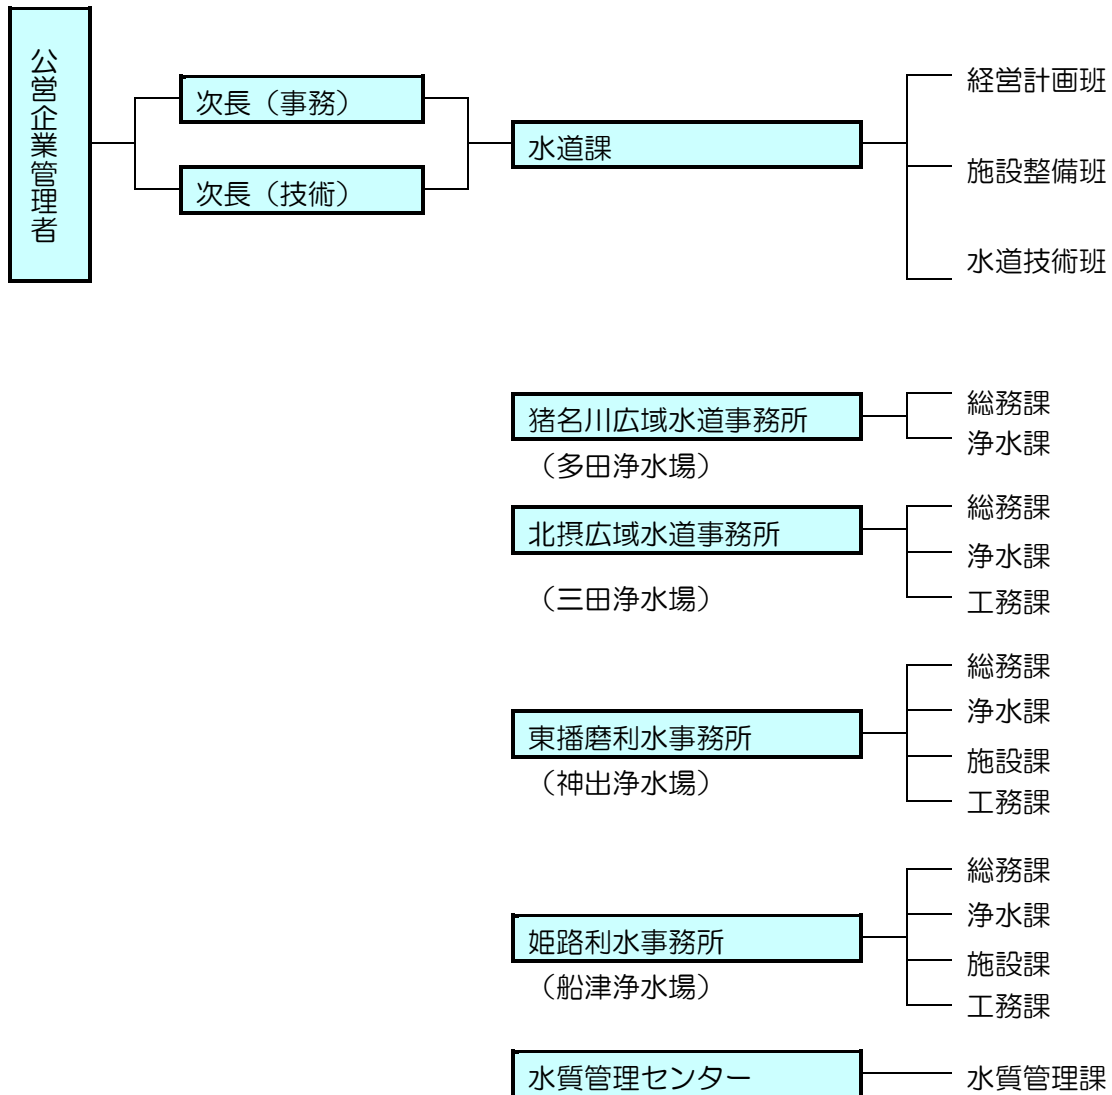 公営企業管理者
次長（事務）
次長（技術）
水道課
経営計画班
施設整備班
水道技術班
猪名川広域水道事務所
（多田浄水場）
総務課
浄水課
北摂広域水道事務所
（三田浄水場）
総務課
浄水課
工務課
東播磨利水事務所
（神出浄水場）
総務課
浄水課
施設課
工務課
姫路利水事務所
（船津浄水場）
総務課
浄水課
施設課
工務課
水質管理センター
水質管理課